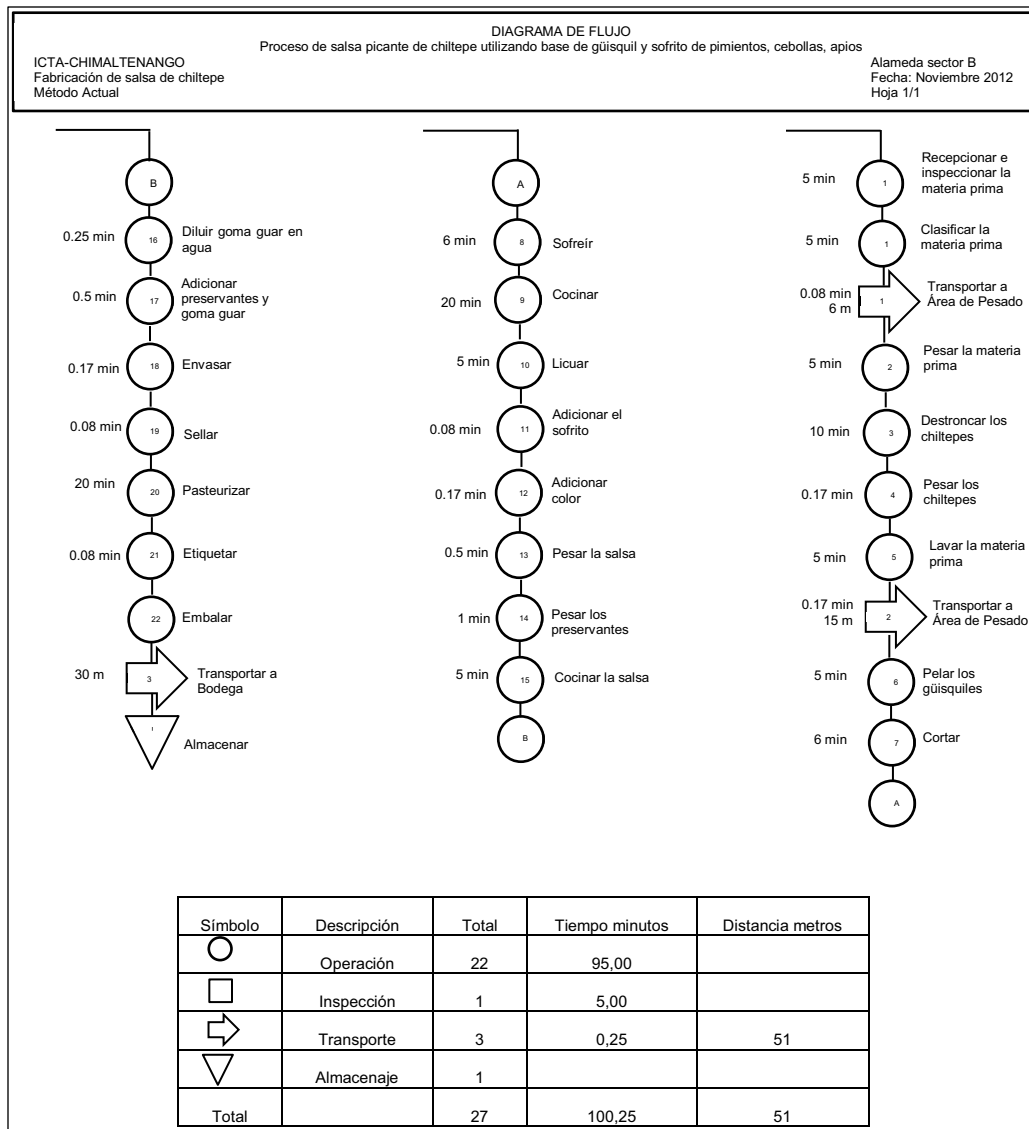 DIAGRAMA DE FLUJO
Proceso de salsa picante de chiltepe utilizando base de güisquil y sofrito de pimientos, cebollas, apios
ICTA-CHIMALTENANGO
Fabricación de salsa de chiltepe
Método Actual
Alameda sector B
Fecha: Noviembre 2012
Hoja 1/1
B
0.25 min
16
Diluir goma guar en
agua
0.5 min
17
Adicionar
preservantes y
goma guar
0.17 min
18
Envasar
0.08 min
19
Sellar
20 min
20
Pasteurizar
0.08 min
21
Etiquetar
22
Embalar
30 m
3
Transportar a
Bodega
I
Almacenar
A
6 min
8
Sofreír
20 min
9
Cocinar
5 min
10
Licuar
0.08 min
11
Adicionar el
sofrito
0.17 min
12
Adicionar
color
0.5 min
13
Pesar la salsa
1 min
14
Pesar los
preservantes
5 min
15
Cocinar la salsa
B
5 min
1
Recepcionar e
inspeccionar la
materia prima
5 min
1
Clasificar la
materia prima
0.08 min
6 m
1
Transportar a
Área de Pesado
5 min
2
Pesar la materia
prima
10 min
3
Destroncar los
chiltepes
0.17 min
4
Pesar los
chiltepes
5 min
5
Lavar la materia
prima
0.17 min
15 m
2
Transportar a
Área de Pesado
5 min
6
Pelar los
güisquiles
6 min
7
Cortar
A
Símbolo Descripción Total Tiempo minutos Distancia metros
Operación 22 95,00
Inspección 1 5,00
Transporte 3 0,25 51
Almacenaje 1
Total 27 100,25 51